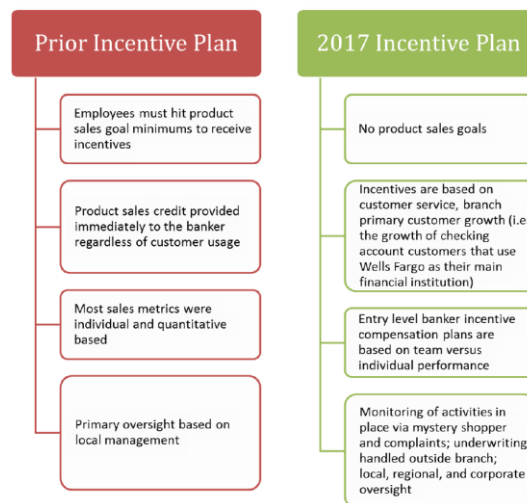 Prior Incentive Plan
Employees must hit product
sales goal minimums to receive
incentives
Product sales credit provided
immediately to the banker
regardless of customer usage
Most sales metrics were
individual and quantitative
based
Primary oversight based on
local management
2017 Incentive Plan
No product sales goals
Incentives are based on
customer service, branch
primary customer growth (i.e
the growth of checking
account customers that use
Wells Fargo as their main
financial institution)
Entry level banker incentive
compensation plans are
based on team versus
individual performance
Monitoring of activities in
place via mystery shopper
and complaints; underwriting
handled outside branch;
local, regional, and corporate
oversight